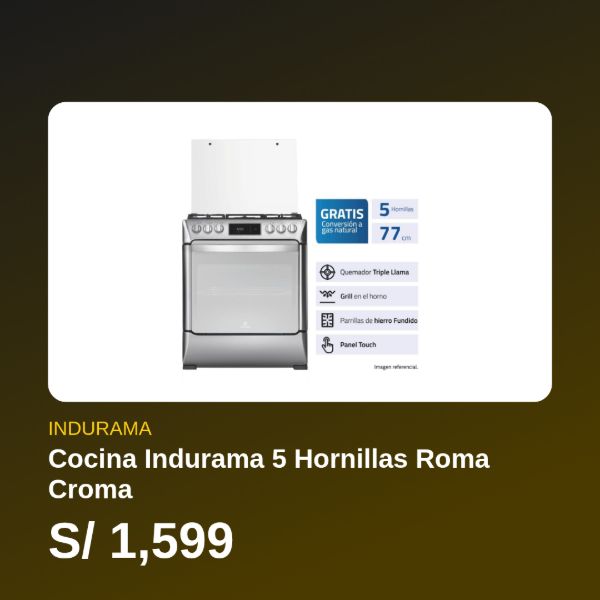 GRATIS
Conversión a
gas natural
5 Hornillas
77 cm
Quemador Triple Llama
Grill en el horno
Parrillas de hierro Fundido
Panel Touch
Imagen referencial.
INDURAMA
Cocina Indurama 5 Hornillas Roma
Croma
S/ 1,599